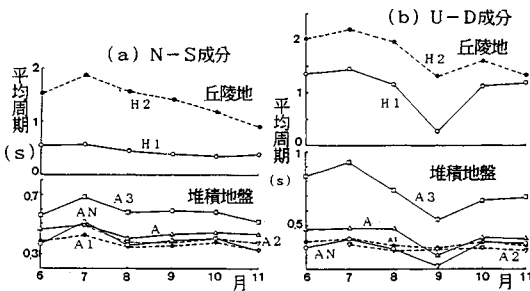 (a) N-S成分
(b) U-D成分
平均周期
(s)
2
1
0
丘陵地
H2
H1
堆積地盤
0.7
0.3
A3
AN
A
A1
A2
6 7 8 9 10 11
月
平均周期
(s)
2
1
0
丘陵地
H2
H1
堆積地盤
1
0.5
A3
A
A1
AN
A2
6 7 8 9 10 11
月